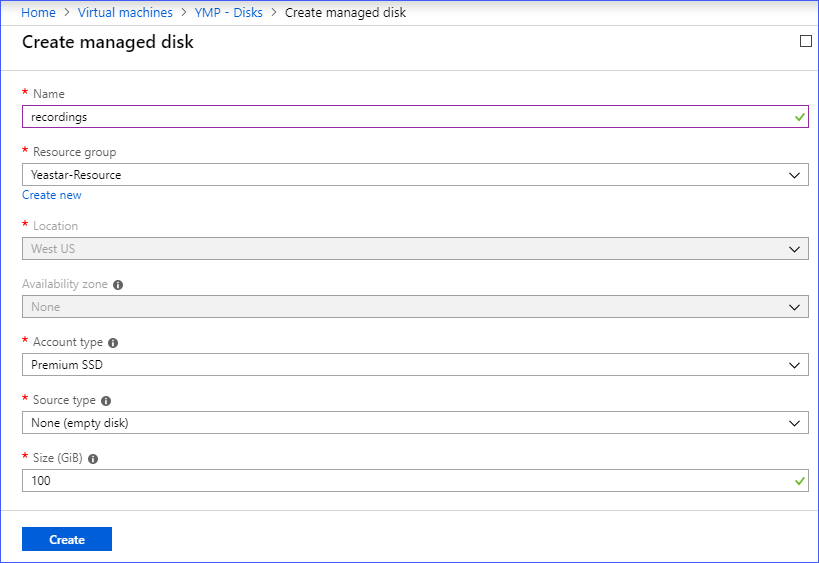 Home > Virtual machines > YMP - Disks > Create managed disk
Create managed disk
* Name
recordings
* Resource group
Yeastar-Resource
Create new
* Location
West US
Availability zone
None
* Account type
Premium SSD
* Source type
None (empty disk)
* Size (GiB)
100
Create